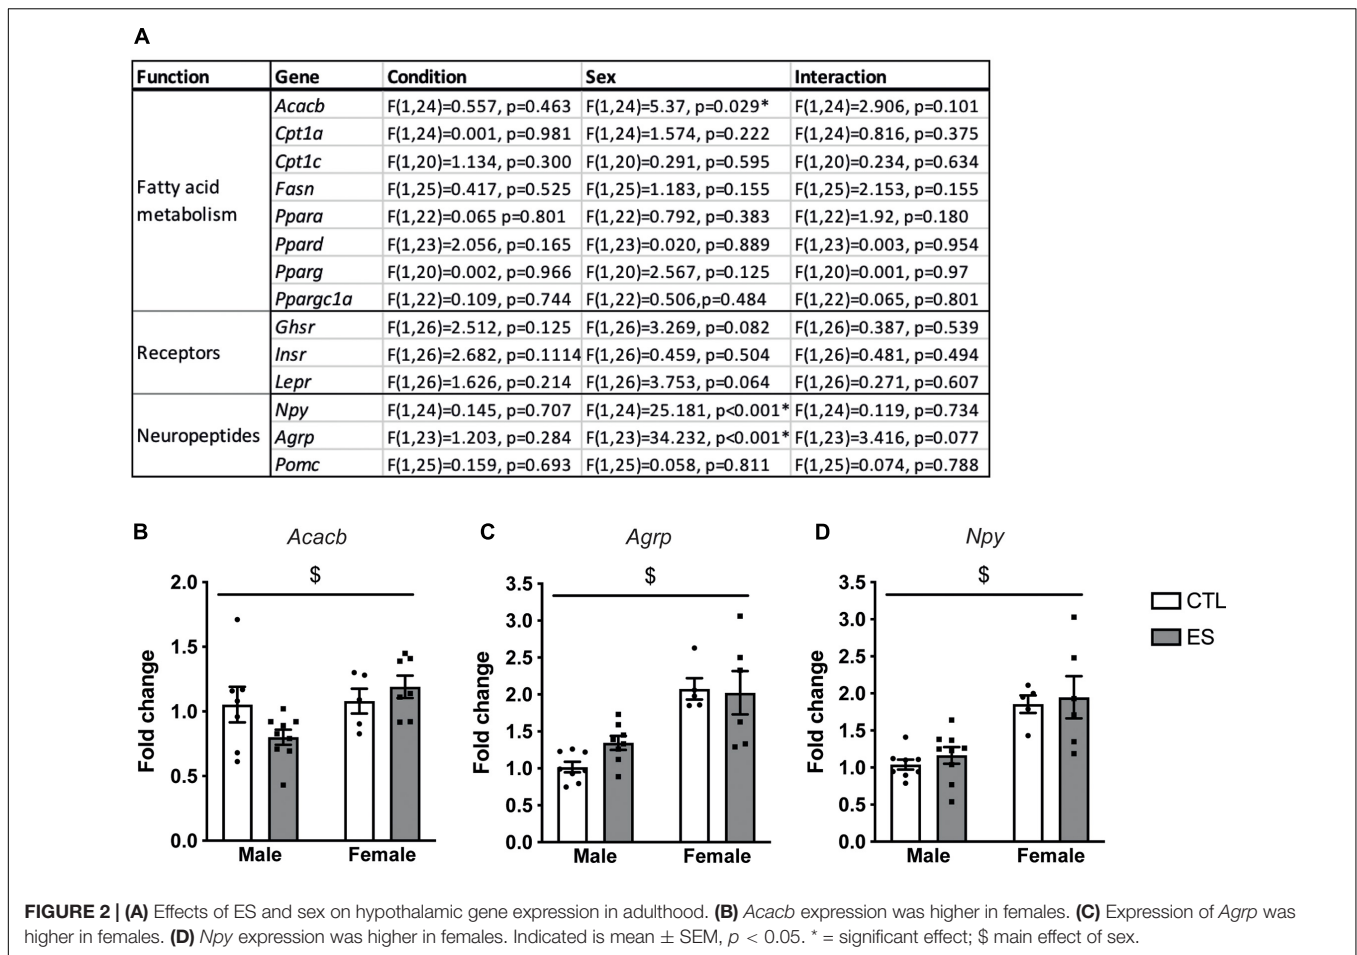 A
Function Gene Condition Sex Interaction
Acacb F(1,24)=0.557, p=0.463 F(1,24)=5.37, p=0.029* F(1,24)=2.906, p=0.101
Cpt1a F(1,24)=0.001, p=0.981 F(1,24)=1.574, p=0.222 F(1,24)=0.816, p=0.375
Cpt1c F(1,20)=1.134, p=0.300 F(1,20)=0.291, p=0.595 F(1,20)=0.234, p=0.634
Fatty acid Fasn F(1,25)=0.417, p=0.525 F(1,25)=1.183, p=0.155 F(1,25)=2.153, p=0.155
metabolism Ppara F(1,22)=0.065 p=0.801 F(1,22)=0.792, p=0.383 F(1,22)=1.92, p=0.180
Ppard F(1,23)=2.056, p=0.165 F(1,23)=0.020, p=0.889 F(1,23)=0.003, p=0.954
Pparg F(1,20)=0.002, p=0.966 F(1,20)=2.567, p=0.125 F(1,20)=0.001, p=0.97
Ppargc1a F(1,22)=0.109, p=0.744 F(1,22)=0.506,p=0.484 F(1,22)=0.065, p=0.801
Ghsr F(1,26)=2.512, p=0.125 F(1,26)=3.269, p=0.082 F(1,26)=0.387, p=0.539
Receptors Insr F(1,26)=2.682, p=0.1114 F(1,26)=0.459, p=0.504 F(1,26)=0.481, p=0.494
Lepr F(1,26)=1.626, p=0.214 F(1,26)=3.753, p=0.064 F(1,26)=0.271, p=0.607
Npy F(1,24)=0.145, p=0.707 F(1,24)=25.181, p<0.001* F(1,24)=0.119, p=0.734
Neuropeptides Agrp F(1,23)=1.203, p=0.284 F(1,23)=34.232, p<0.001* F(1,23)=3.416, p=0.077
Pomc F(1,25)=0.159, p=0.693 F(1,25)=0.058, p=0.811 F(1,25)=0.074, p=0.788
B Acacb
$
Fold change
2.0
1.5
1.0
0.5
0.0
Male Female
C Agrp
$
Fold change
3.5
3.0
2.5
2.0
1.5
1.0
0.5
0.0
Male Female
D Npy
$
Fold change
3.5
3.0
2.5
2.0
1.5
1.0
0.5
0.0
Male Female
CTL
ES
FIGURE 2 | (A) Effects of ES and sex on hypothalamic gene expression in adulthood. (B) Acacb expression was higher in females. (C) Expression of Agrp was
higher in females. (D) Npy expression was higher in females. Indicated is mean ± SEM, p < 0.05. * = significant effect; $ main effect of sex.